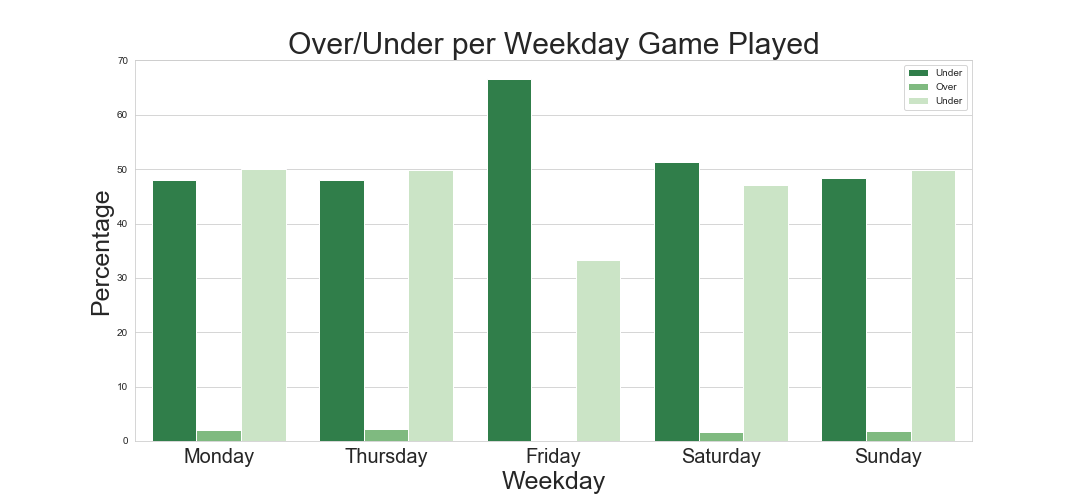 Over/Under per Weekday Game Played
70
60
50
40
30
20
10
0
Percentage
Under
Over
Under
Monday Thursday Friday Saturday Sunday
Weekday